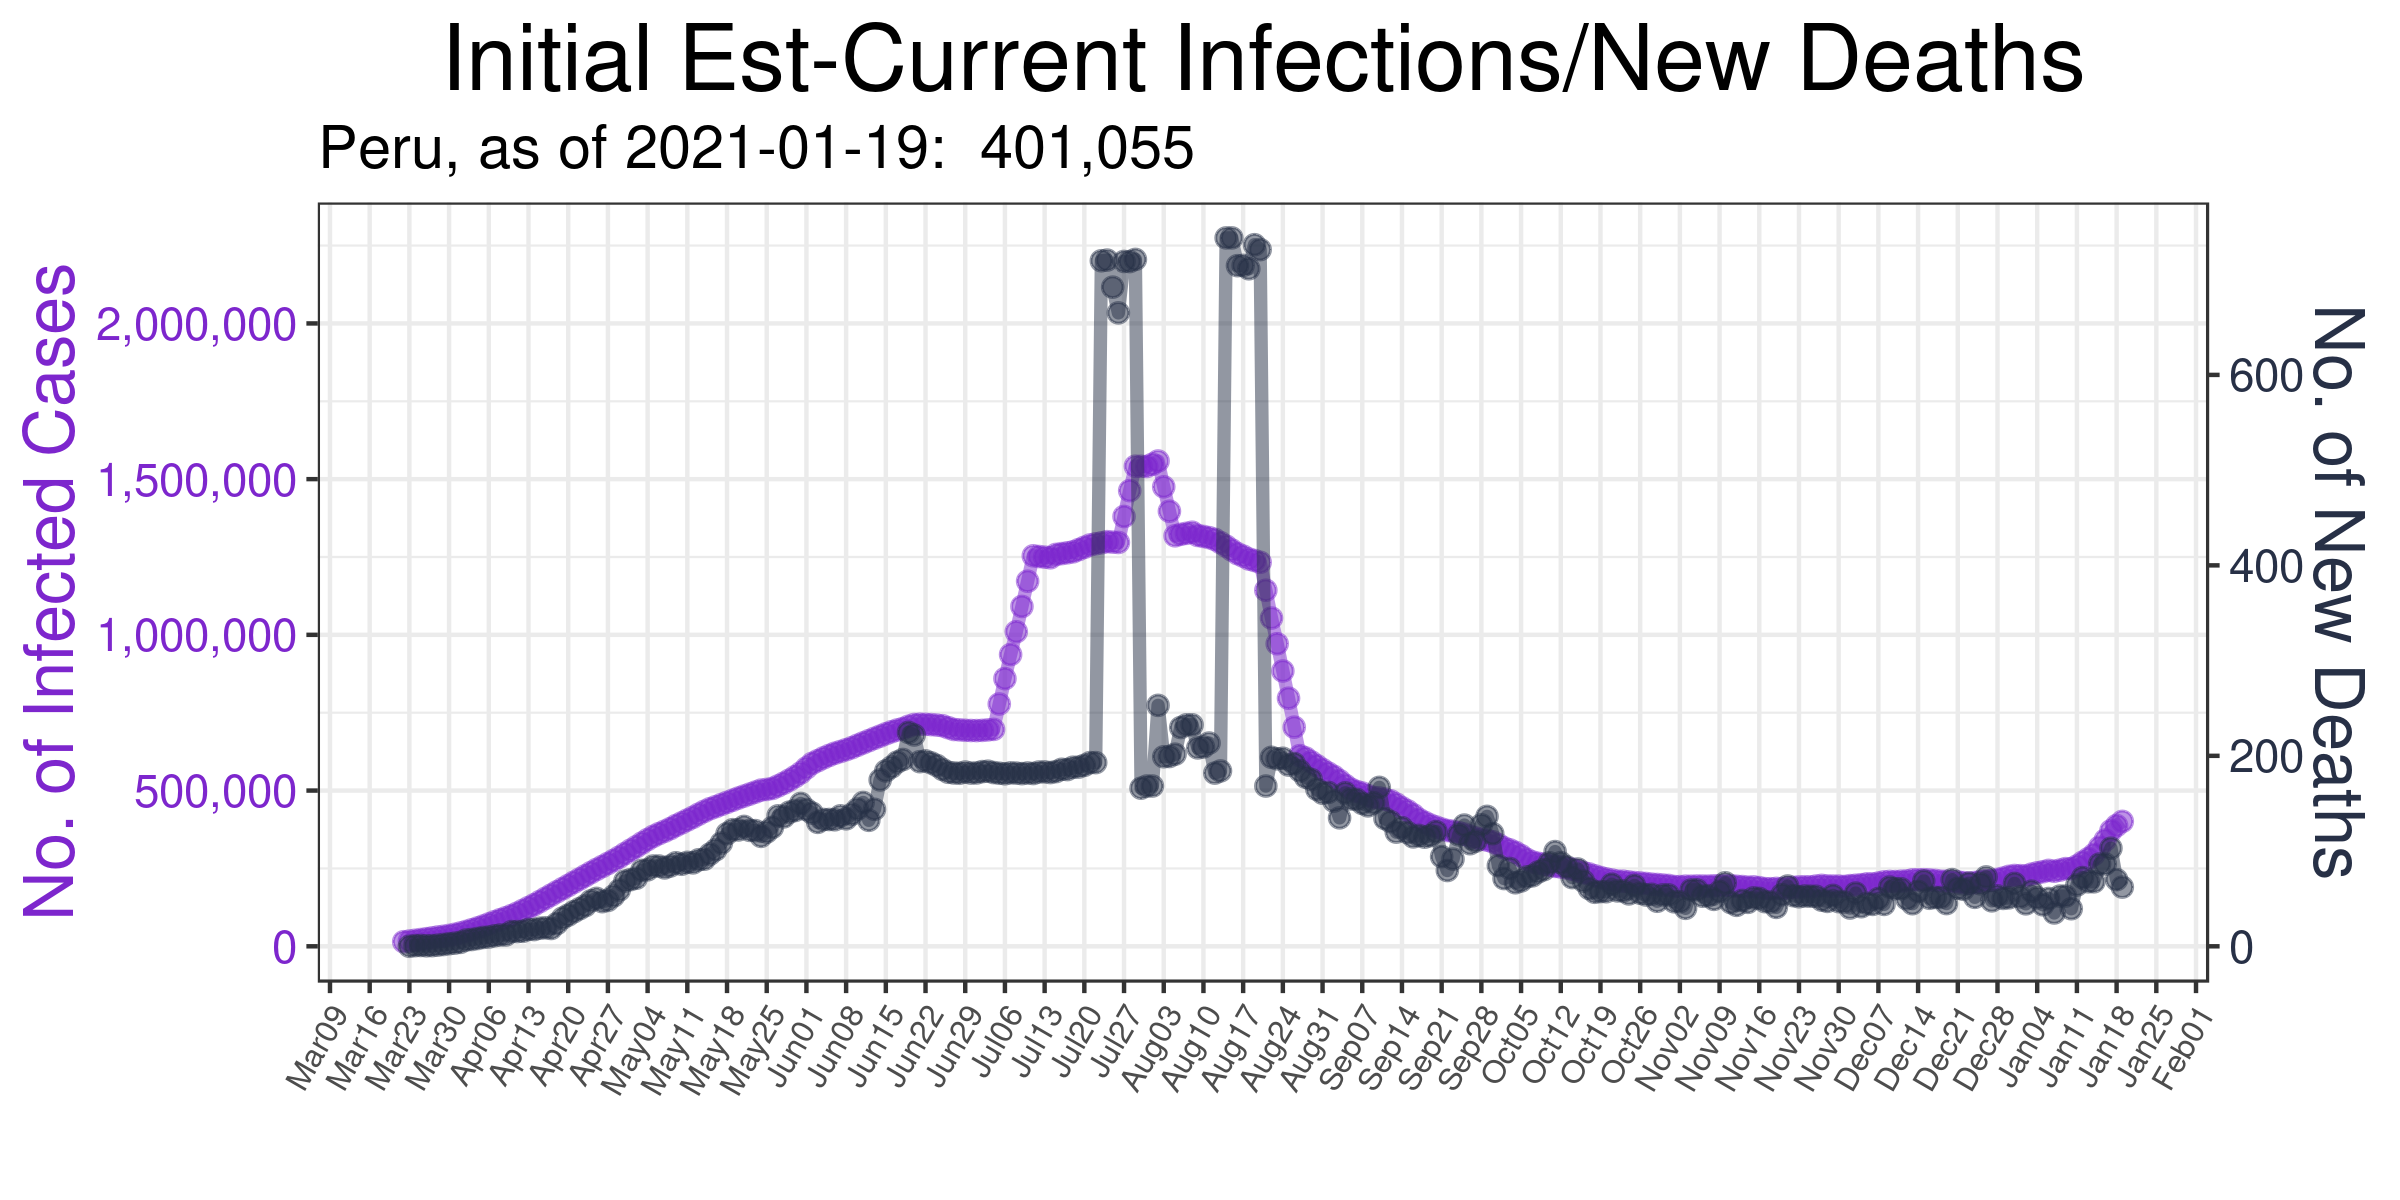 Initial Est-Current Infections/New Deaths
Peru, as of 2021-01-19:  401,055
No. of Infected Cases
2,000,000
1,500,000
1,000,000
500,000
0
600
400
200
0
No. of New Deaths
Mar09
Mar16
Mar23
Mar30
Apr06
Apr13
Apr20
Apr27
May04
May11
May18
May25
Jun01
Jun08
Jun15
Jun22
Jun29
Jul06
Jul13
Jul20
Jul27
Aug03
Aug10
Aug17
Aug24
Aug31
Sep07
Sep14
Sep21
Sep28
Oct05
Oct12
Oct19
Oct26
Nov02
Nov09
Nov16
Nov23
Nov30
Dec07
Dec14
Dec21
Dec28
Jan04
Jan11
Jan18
Jan25
Feb01